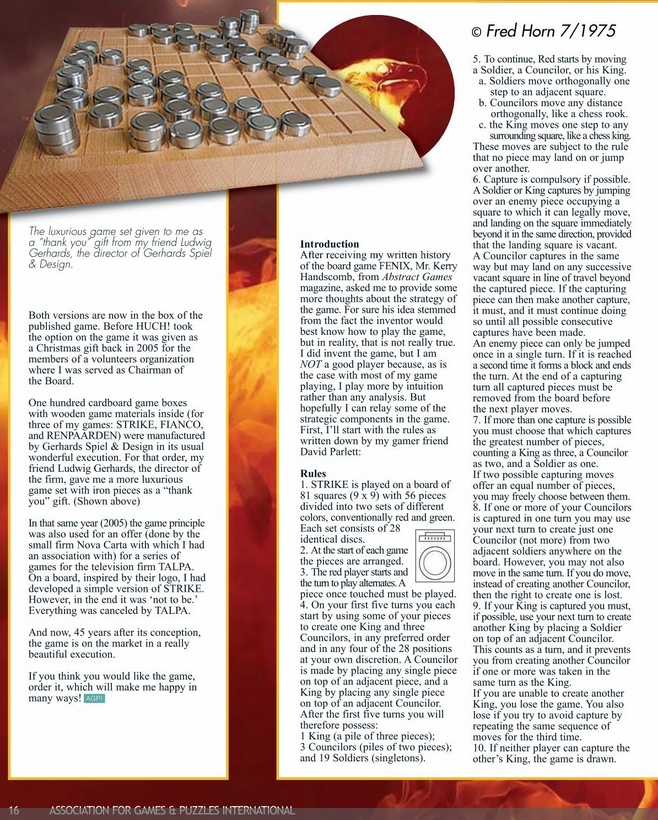 The luxurious game set given to me as
a "thank you" gift from my friend Ludwig
Gerhards, the director of Gerhards Spiel
& Design.
Both versions are now in the box of the
published game. Before HUCH! took
the option on the game it was given as
a Christmas gift back in 2005 for the
members of a volunteers organization
where I was served as Chairman of
the Board.
One hundred cardboard game boxes
with wooden game materials inside (for
three of my games: STRIKE, FIANCO,
and RENPAARDEN) were manufactured
by Gerhards Spiel & Design in its usual
wonderful execution. For that order, my
friend Ludwig Gerhards, the director of
the firm, gave me a more luxurious
game set with iron pieces as a "thank
you" gift. (Shown above)
In that same year (2005) the game principle
was also used for an offer (done by the
small firm Nova Carta with which I had
an association with) for a series of
games for the television firm TALPA.
On a board, inspired by their logo, I had
developed a simple version of STRIKE.
However, in the end it was 'not to be.'
Everything was canceled by TALPA.
And now, 45 years after its conception,
the game is on the market in a really
beautiful execution.
If you think you would like the game,
order it, which will make me happy in
many ways! AGPI
Introduction
After receiving my written history
of the board game FENIX, Mr. Kerry
Handscomb, from Abstract Games
magazine, asked me to provide some
more thoughts about the strategy of
the game. For sure his idea stemmed
from the fact the inventor would
best know how to play the game,
but in reality, that is not really true.
I did invent the game, but I am
NOT a good player because, as is
the case with most of my game
playing, I play more by intuition
rather than any analysis. But
hopefully I can relay some of the
strategic components in the game.
First, I'll start with the rules as
written down by my gamer friend
David Parlett:
Rules
1. STRIKE is played on a board of
81 squares (9 x 9) with 56 pieces
divided into two sets of different
colors, conventionally red and green.
Each set consists of 28
identical discs.
2. At the start of each game
the pieces are arranged.
3. The red player starts and
the turn to play alternates. A
piece once touched must be played.
4. On your first five turns you each
start by using some of your pieces
to create one King and three
Councilors, in any preferred order
and in any four of the 28 positions
at your own discretion. A Councilor
is made by placing any single piece
on top of an adjacent piece, and a
King by placing any single piece
on top of an adjacent Councilor.
After the first five turns you will
therefore possess:
1 King (a pile of three pieces);
3 Councilors (piles of two pieces);
and 19 Soldiers (singletons).
© Fred Horn 7/1975
5. To continue, Red starts by moving
a Soldier, a Councilor, or his King.
a. Soldiers move orthogonally one
step to an adjacent square.
b. Councilors move any distance
orthogonally, like a chess rook.
c. the King moves one step to any
surrounding square, like a chess king.
These moves are subject to the rule
that no piece may land on or jump
over another.
6. Capture is compulsory if possible.
A Soldier or King captures by jumping
over an enemy piece occupying a
square to which it can legally move,
and landing on the square immediately
beyond it in the same direction, provided
that the landing square is vacant.
A Councilor captures in the same
way but may land on any successive
vacant square in line of travel beyond
the captured piece. If the capturing
piece can then make another capture,
it must, and it must continue doing
so until all possible consecutive
captures have been made.
An enemy piece can only be jumped
once in a single turn. If it is reached
a second time it forms a block and ends
the turn. At the end of a capturing
turn all captured pieces must be
removed from the board before
the next player moves.
7. If more than one capture is possible
you must choose that which captures
the greatest number of pieces,
counting a King as three, a Councilor
as two, and a Soldier as one.
If two possible capturing moves
offer an equal number of pieces,
you may freely choose between them.
8. If one or more of your Councilors
is captured in one turn you may use
your next turn to create just one
Councilor (not more) from two
adjacent soldiers anywhere on the
board. However, you may not also
move in the same turn. If you do move,
instead of creating another Councilor,
then the right to create one is lost.
9. If your King is captured you must,
if possible, use your next turn to create
another King by placing a Soldier
on top of an adjacent Councilor.
This counts as a turn, and it prevents
you from creating another Councilor
if one or more was taken in the
same turn as the King.
If you are unable to create another
King, you lose the game. You also
lose if you try to avoid capture by
repeating the same sequence of
moves for the third time.
10. If neither player can capture the
other's King, the game is drawn.
16 ASSOCIATION FOR GAMES & PUZZLES INTERNATIONAL